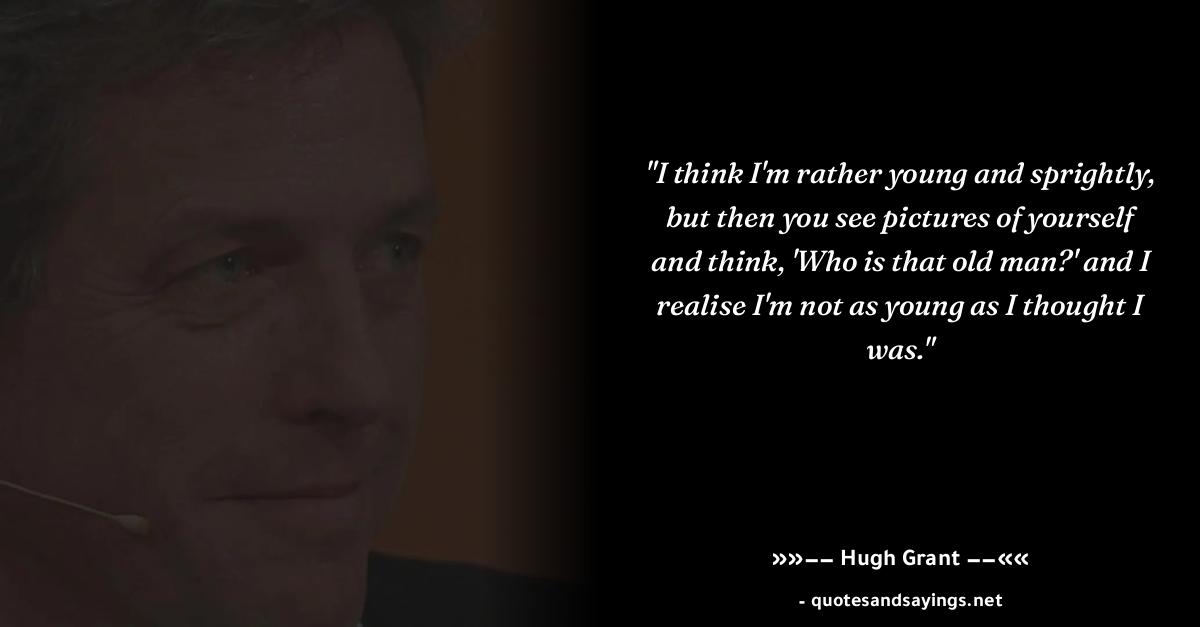 "I think I'm rather young and sprightly,
but then you see pictures of yourself
and think, 'Who is that old man?' and I
realise I'm not as young as I thought I
was."
»»−− Hugh Grant −−««
- quotesandsayings.net